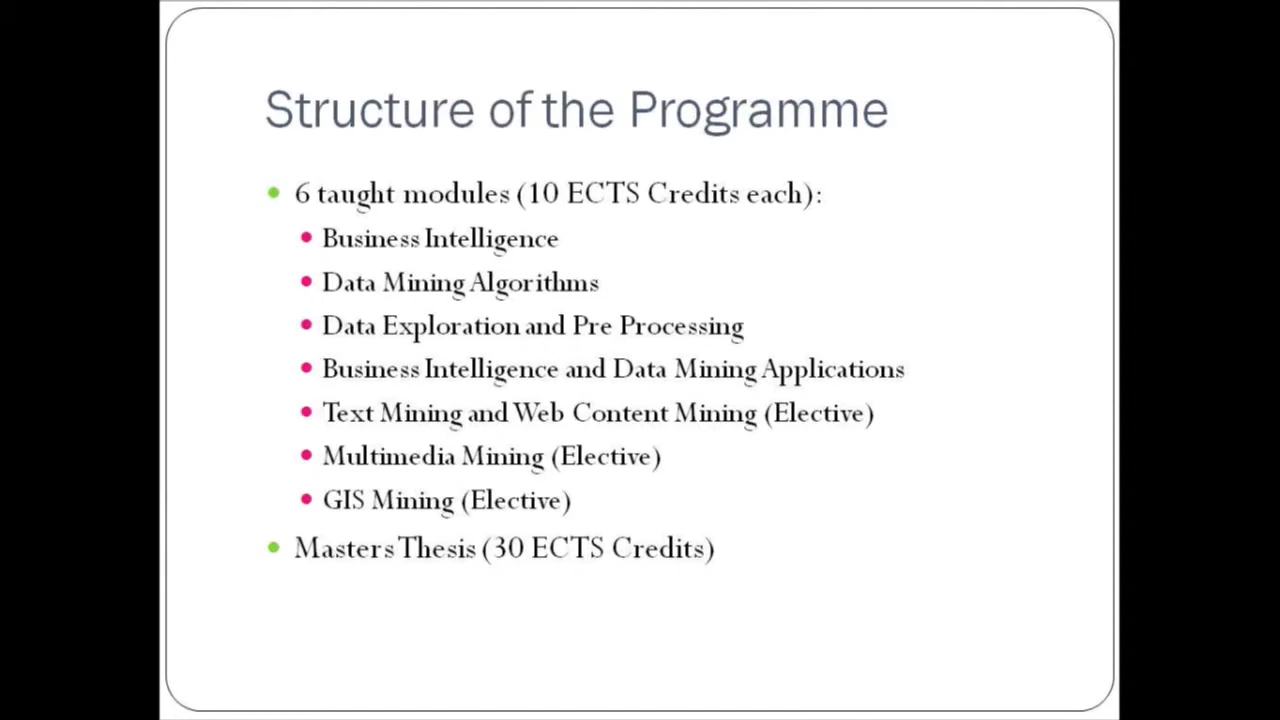 Structure of the Programme
6 taught modules (10 ECTS Credits each):
Business Intelligence
Data Mining Algorithms
Data Exploration and Pre Processing
Business Intelligence and Data Mining Applications
Text Mining and Web Content Mining (Elective)
Multimedia Mining (Elective)
GIS Mining (Elective)
Masters Thesis (30 ECTS Credits)